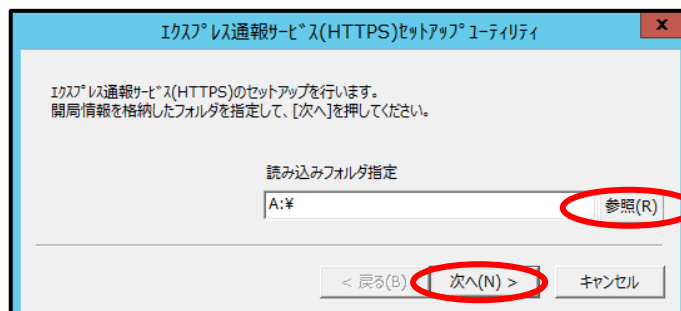 ｴｸｽﾌﾟﾚｽ通報ｻｰﾋﾞｽ(HTTPS)ｾｯﾄｱｯﾌﾟﾕｰﾃｨﾘﾃｨ
x
ｴｸｽﾌﾟﾚｽ通報ｻｰﾋﾞｽ(HTTPS)のセットアップを行います。
開局情報を格納したフォルダを指定して、[次へ]を押してください。
読み込みフォルダ指定
A:¥
参照(R)
< 戻る(B)
次へ(N) >
キャンセル